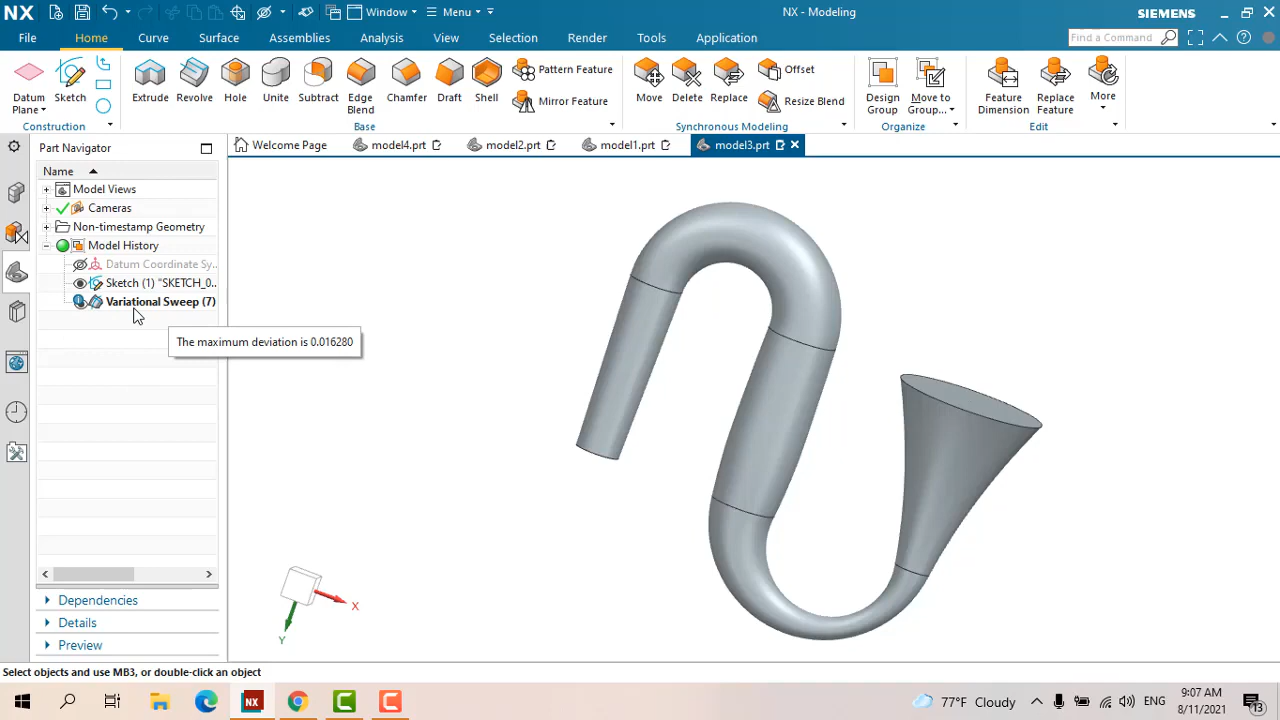 NX
Window
Menu
NX - Modeling
SIEMENS
File
Home
Curve
Surface
Assemblies
Analysis
View
Selection
Render
Tools
Application
Find a Command
Datum
Plane
Sketch
Extrude
Revolve
Hole
Unite
Subtract
Edge
Blend
Chamfer
Draft
Shell
Pattern Feature
Mirror Feature
Move
Delete
Replace
Offset
Resize Blend
Design
Group
Move to
Group...
Feature
Dimension
Replace
Feature
More
Construction
Base
Synchronous Modeling
Organize
Edit
Part Navigator
Welcome Page
model4.prt
model2.prt
model1.prt
model3.prt
Name
Model Views
Cameras
Non-timestamp Geometry
Model History
Datum Coordinate Sy...
Sketch (1) "SKETCH_0...
Variational Sweep (7)
The maximum deviation is 0.016280
X
Y
Dependencies
Details
Preview
Select objects and use MB3, or double-click an object
NX
77°F Cloudy
ENG
9:07 AM
8/11/2021
13